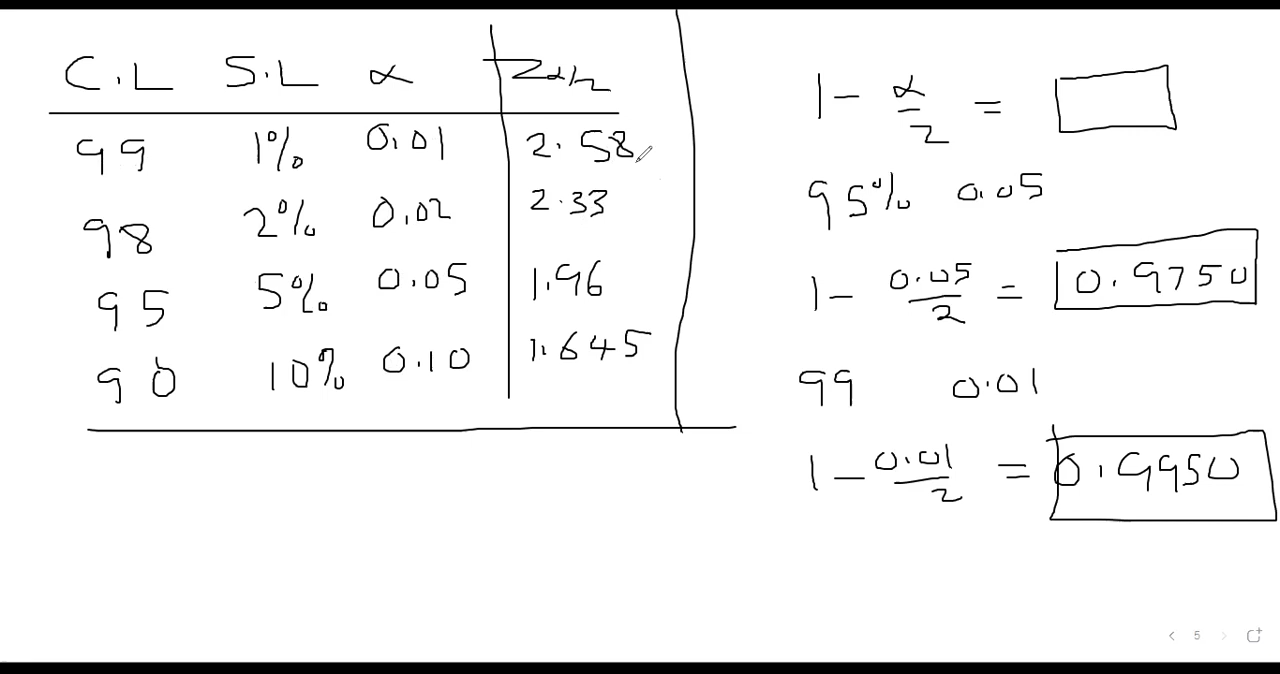 C.L S.L α Zα/2
99 1% 0.01 2.58
98 2% 0.02 2.33
95 5% 0.05 1.96
90 10% 0.10 1.645
1 - α/2 =
95% 0.05
1 - 0.05/2 = 0.9750
99 0.01
1 - 0.01/2 = 0.9950
5